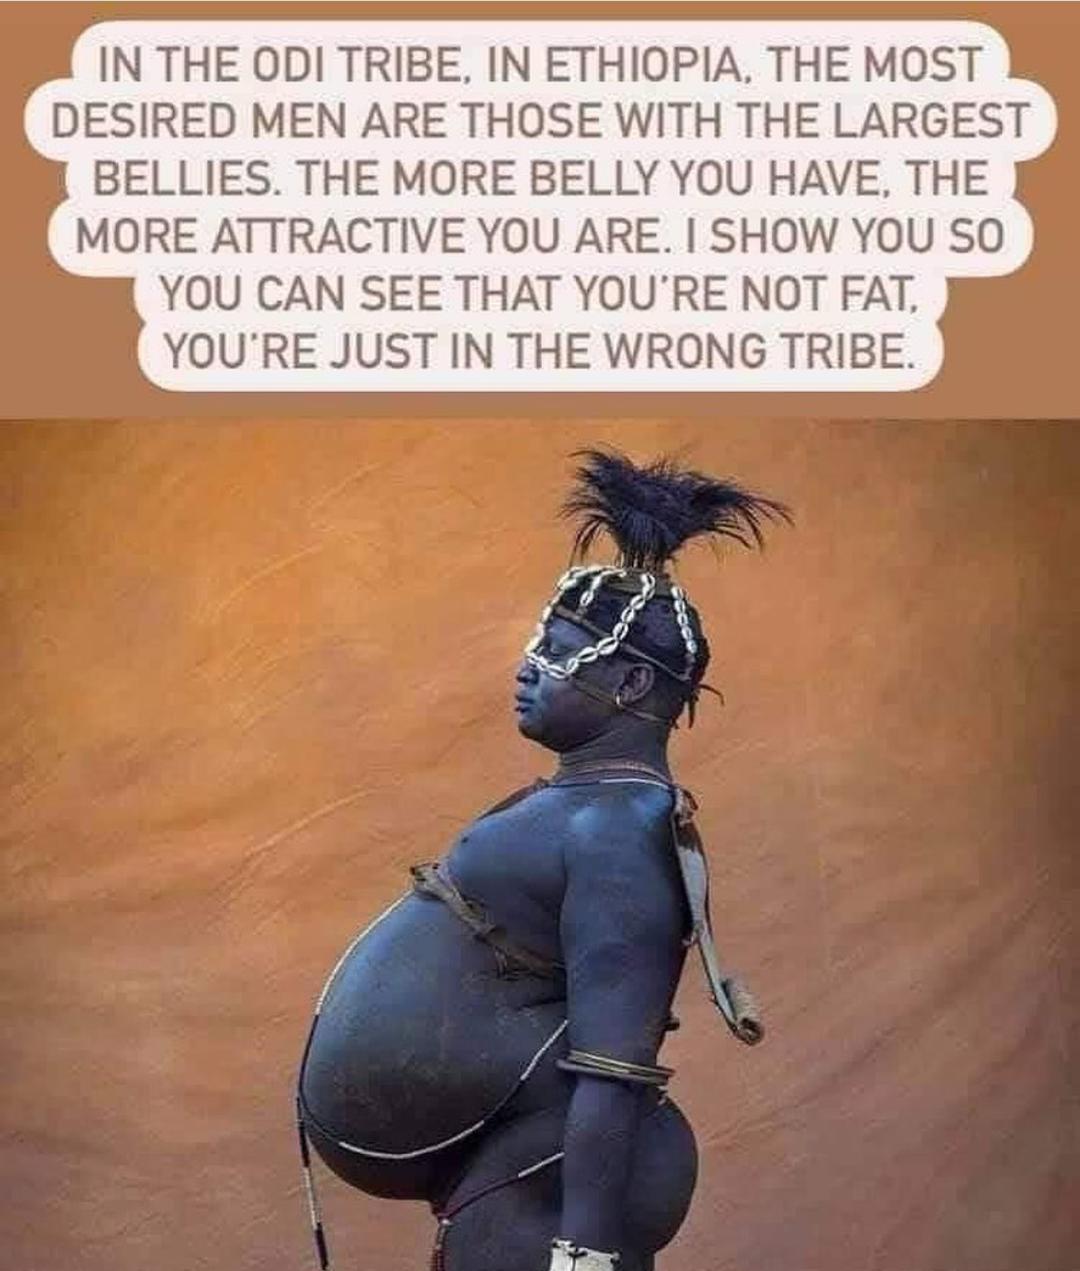 IN THE ODI TRIBE, IN ETHIOPIA, THE MOST
DESIRED MEN ARE THOSE WITH THE LARGEST
BELLIES. THE MORE BELLY YOU HAVE, THE
MORE ATTRACTIVE YOU ARE. I SHOW YOU SO
YOU CAN SEE THAT YOU'RE NOT FAT,
YOU'RE JUST IN THE WRONG TRIBE.